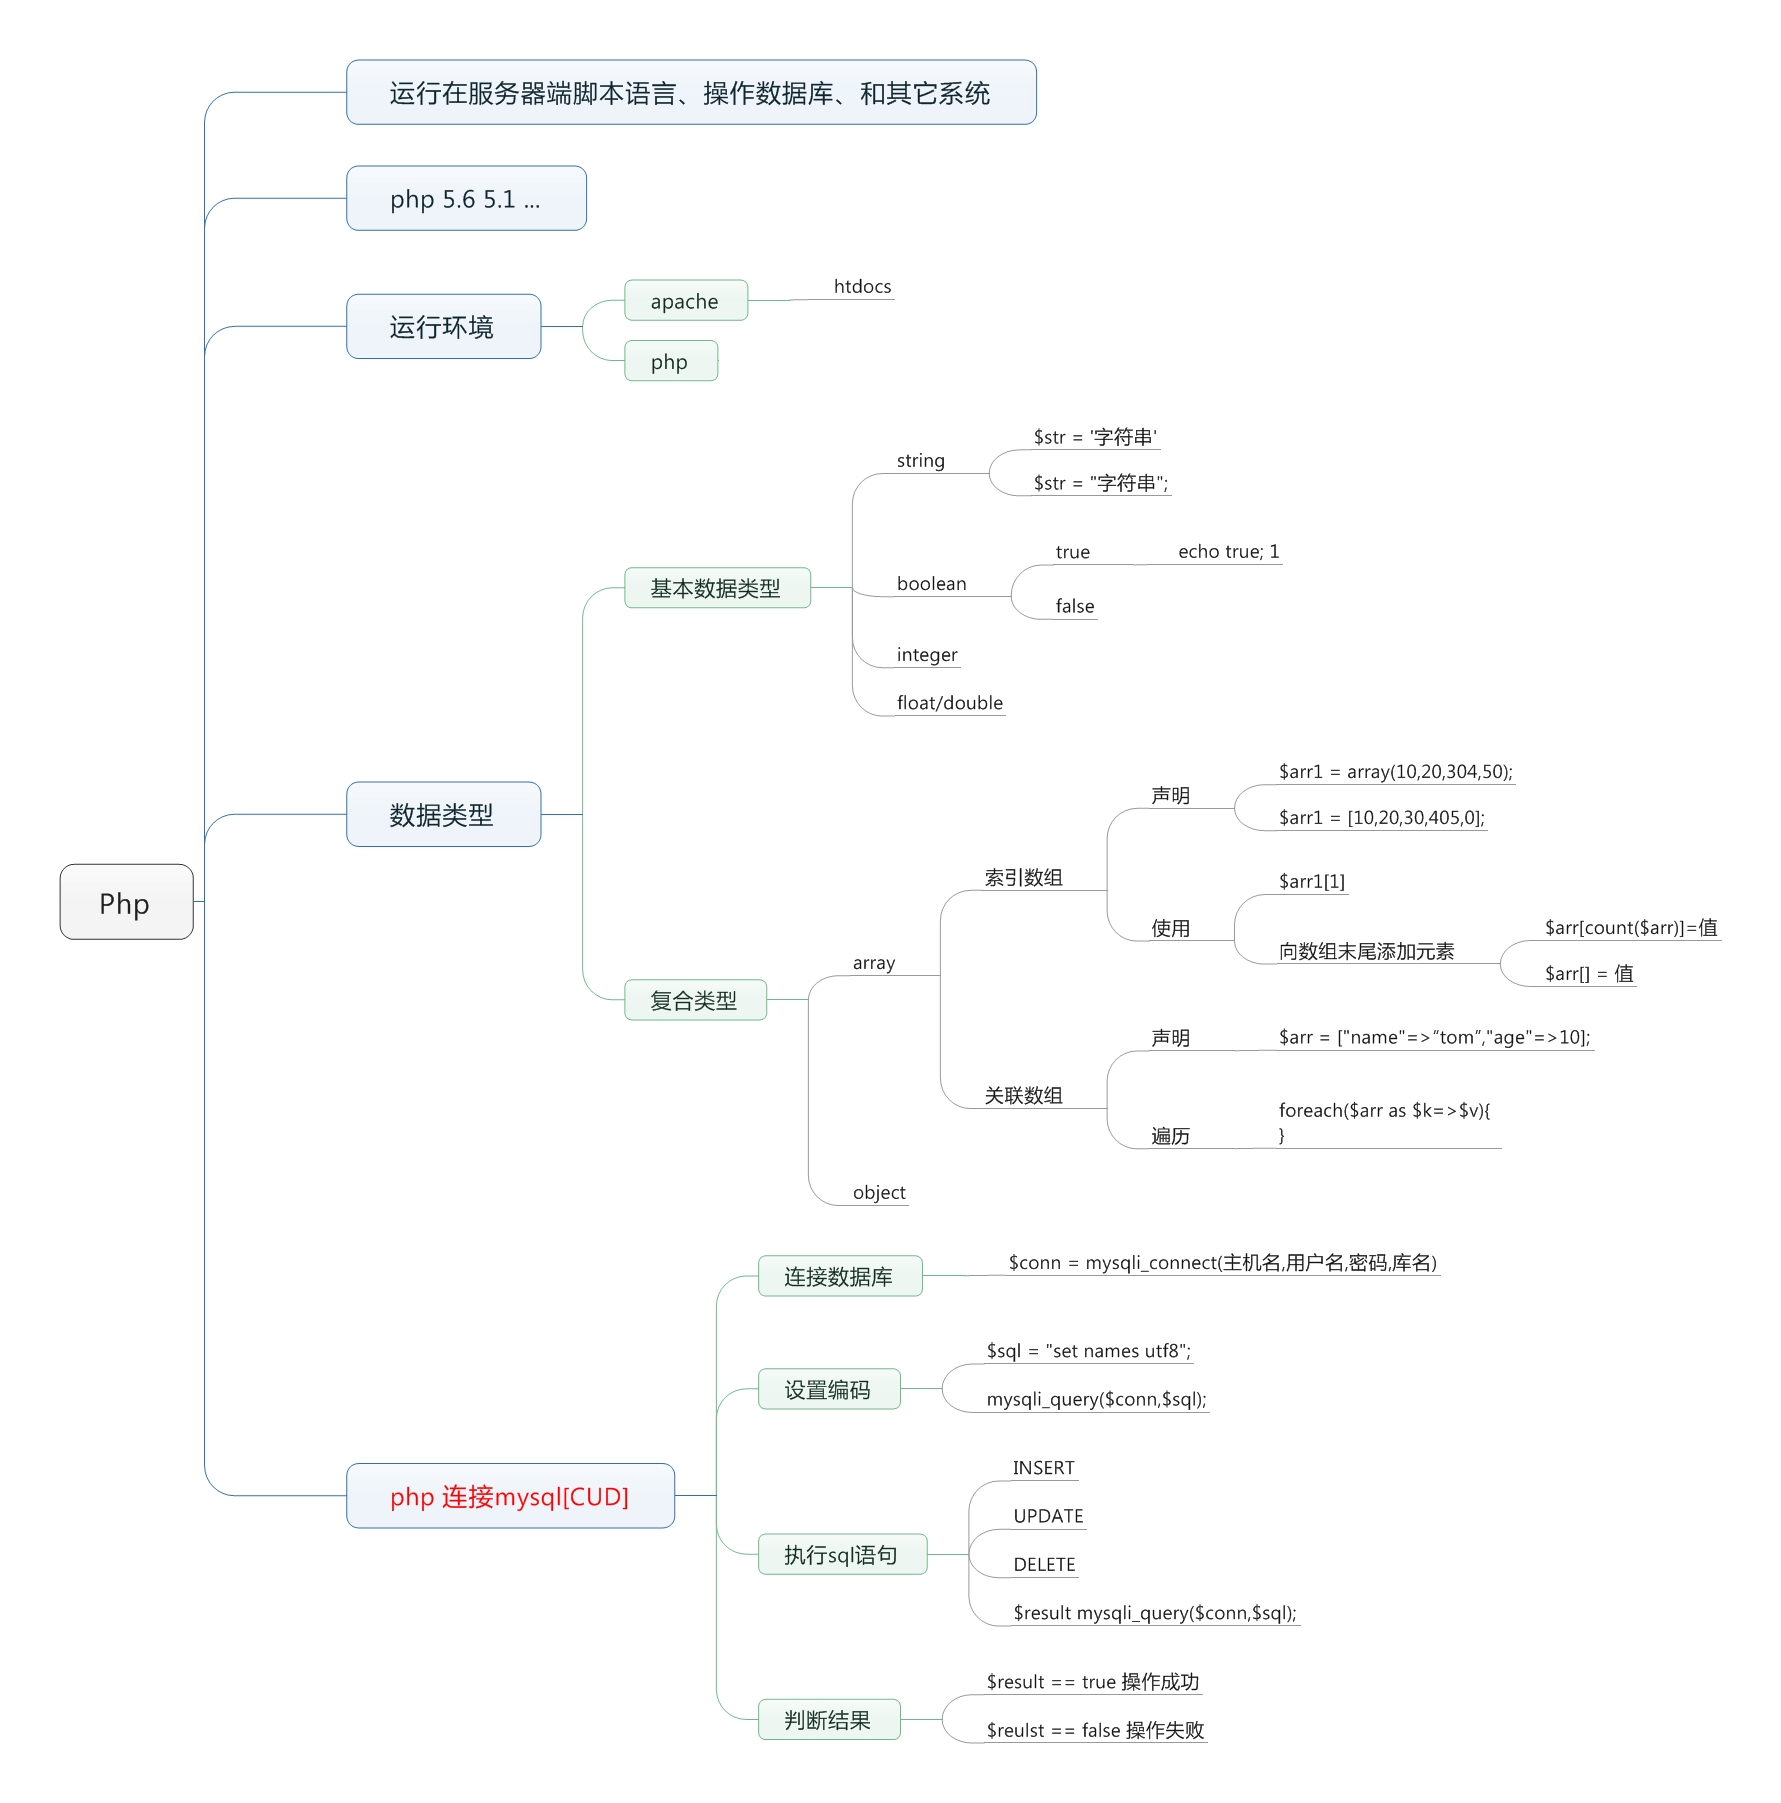 Php
运行在服务器端脚本语言、操作数据库、和其它系统
php 5.6 5.1 ...
运行环境
apache
htdocs
php
数据类型
基本数据类型
string
$str = '字符串'
$str = "字符串";
boolean
true
echo true; 1
false
integer
float/double
复合类型
array
索引数组
声明
$arr1 = array(10,20,304,50);
$arr1 = [10,20,30,405,0];
使用
$arr1[1]
向数组末尾添加元素
$arr[count($arr)]=值
$arr[] = 值
关联数组
声明
$arr = ["name"=>“tom”,"age"=>10];
遍历
foreach($arr as $k=>$v){
}
object
php 连接mysql[CUD]
连接数据库
$conn = mysqli_connect(主机名,用户名,密码,库名)
设置编码
$sql = "set names utf8";
mysqli_query($conn,$sql);
执行sql语句
INSERT
UPDATE
DELETE
$result mysqli_query($conn,$sql);
判断结果
$result == true 操作成功
$reulst == false 操作失败